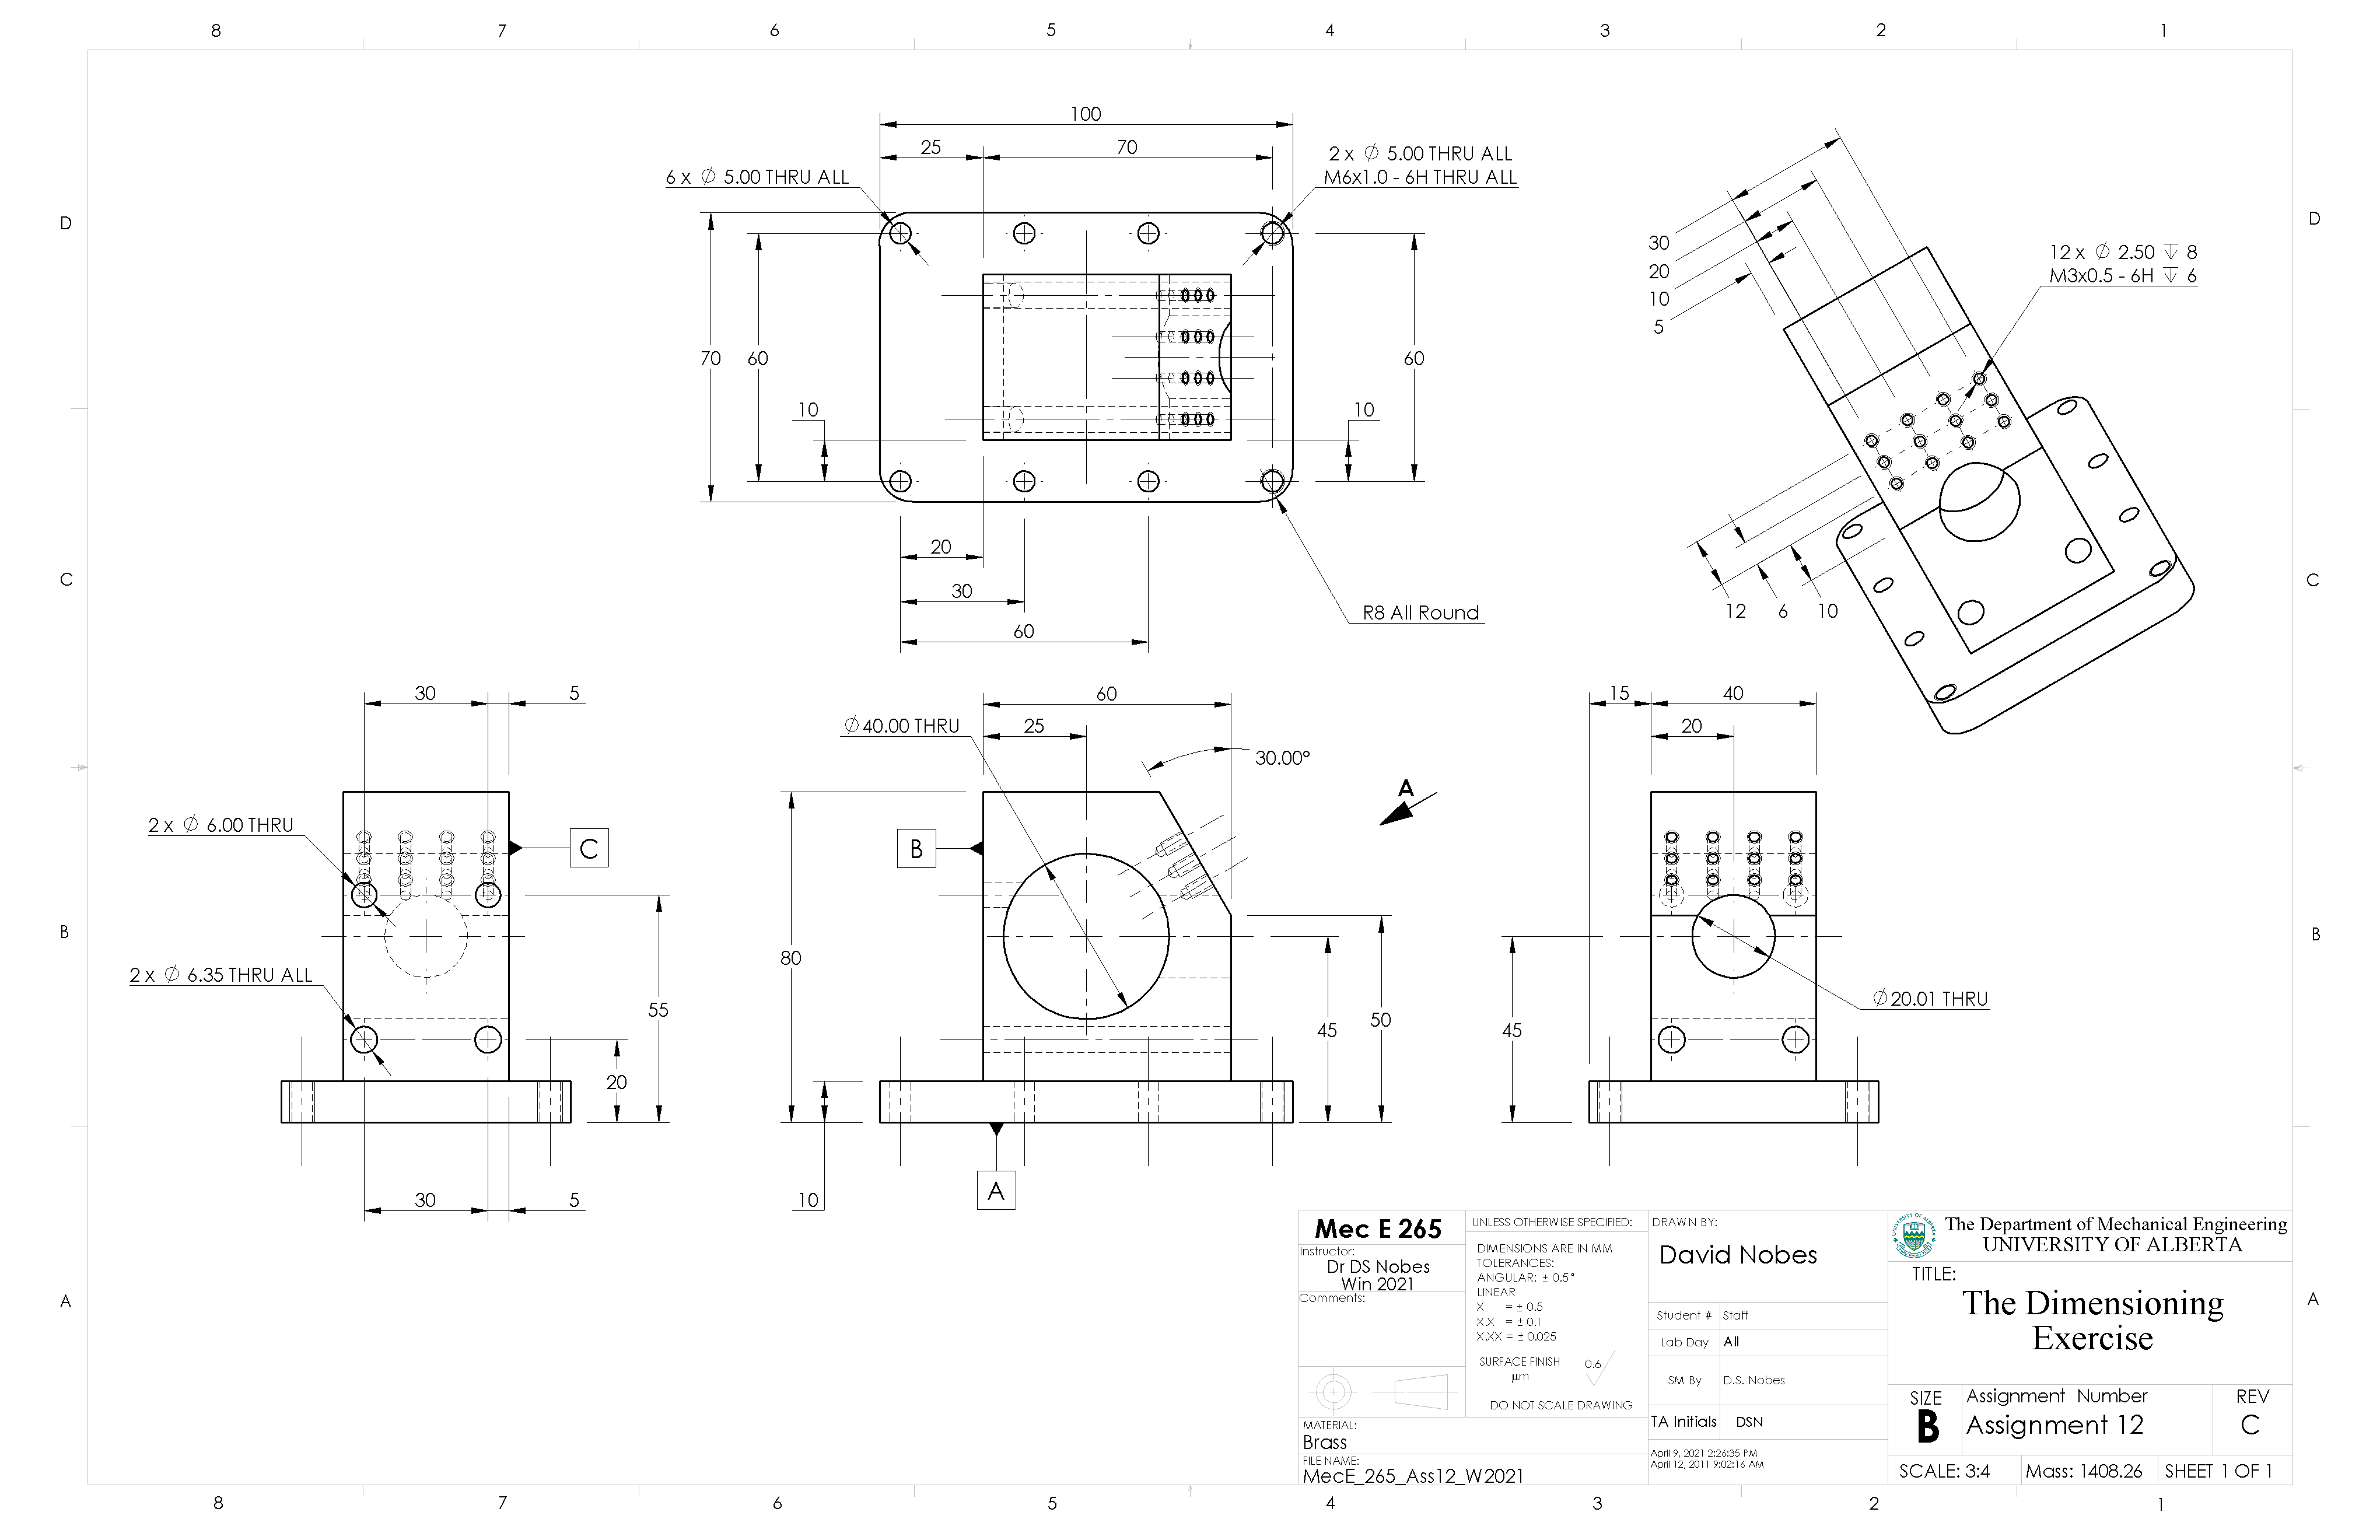 8 7 6 5 4 3 2 1
D D
C C
B B
A A
100
25 70
6 x ∅ 5.00 THRU ALL
2 x ∅ 5.00 THRU ALL
M6x1.0 - 6H THRU ALL
70 60 60
10 10
20
30
60
R8 All Round
30
20
10
5
12 x ∅ 2.50 ↧ 8
M3x0.5 - 6H ↧ 6
12 6 10
30 5
2 x ∅ 6.00 THRU
C
2 x ∅ 6.35 THRU ALL
55
20
30 5
60
∅40.00 THRU
25
30.00°
A
B
80
45 50
10
A
15 40
20
45
∅20.01 THRU
Mec E 265
Instructor:
Dr DS Nobes
Win 2021
Comments:
UNLESS OTHERWISE SPECIFIED:
DIMENSIONS ARE IN MM
TOLERANCES:
ANGULAR: ± 0.5°
LINEAR
X = ± 0.5
X.X = ± 0.1
X.XX = ± 0.025
SURFACE FINISH 0.6
µm
DO NOT SCALE DRAWING
MATERIAL:
Brass
FILE NAME:
MecE_265_Ass12_W2021
DRAWN BY:
David Nobes
Student # Staff
Lab Day All
SM By D.S. Nobes
TA Initials DSN
April 9, 2021 2:26:35 PM
April 12, 2011 9:02:16 AM
The Department of Mechanical Engineering
UNIVERSITY OF ALBERTA
TITLE:
The Dimensioning
Exercise
SIZE
B
Assignment Number
Assignment 12
REV
C
SCALE: 3:4 Mass: 1408.26 SHEET 1 OF 1
8 7 6 5 4 3 2 1